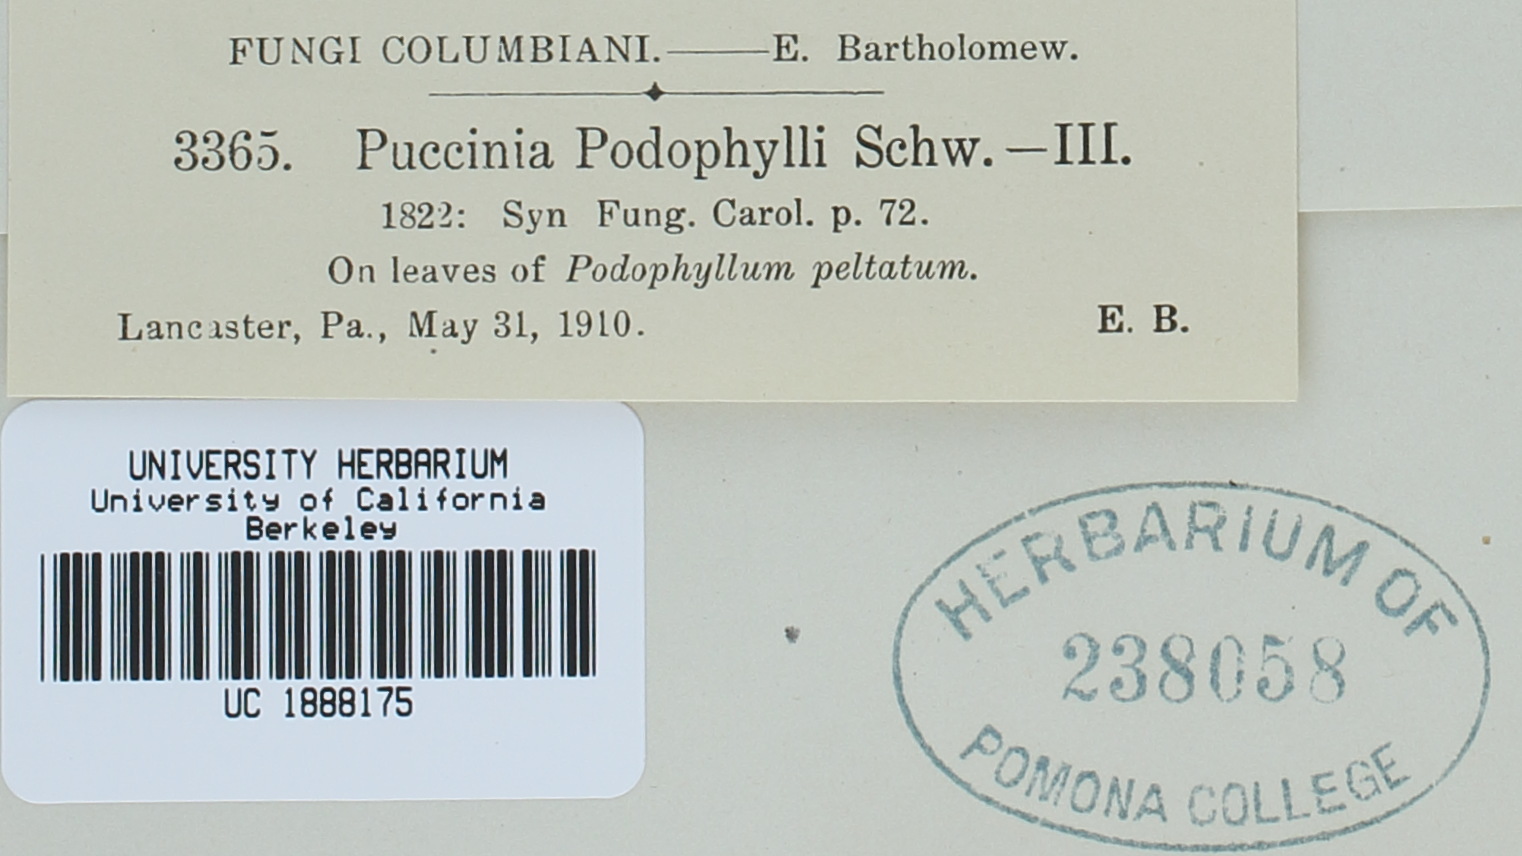 FUNGI COLUMBIANI.——E. Bartholomew.
3365. Puccinia Podophylli Schw.—III.
1822: Syn Fung. Carol. p. 72.
On leaves of Podophyllum peltatum.
Lancaster, Pa., May 31, 1910. E. B.
UNIVERSITY HERBARIUM
University of California
Berkeley
UC 1888175
HERBARIUM OF
238058
POMONA COLLEGE